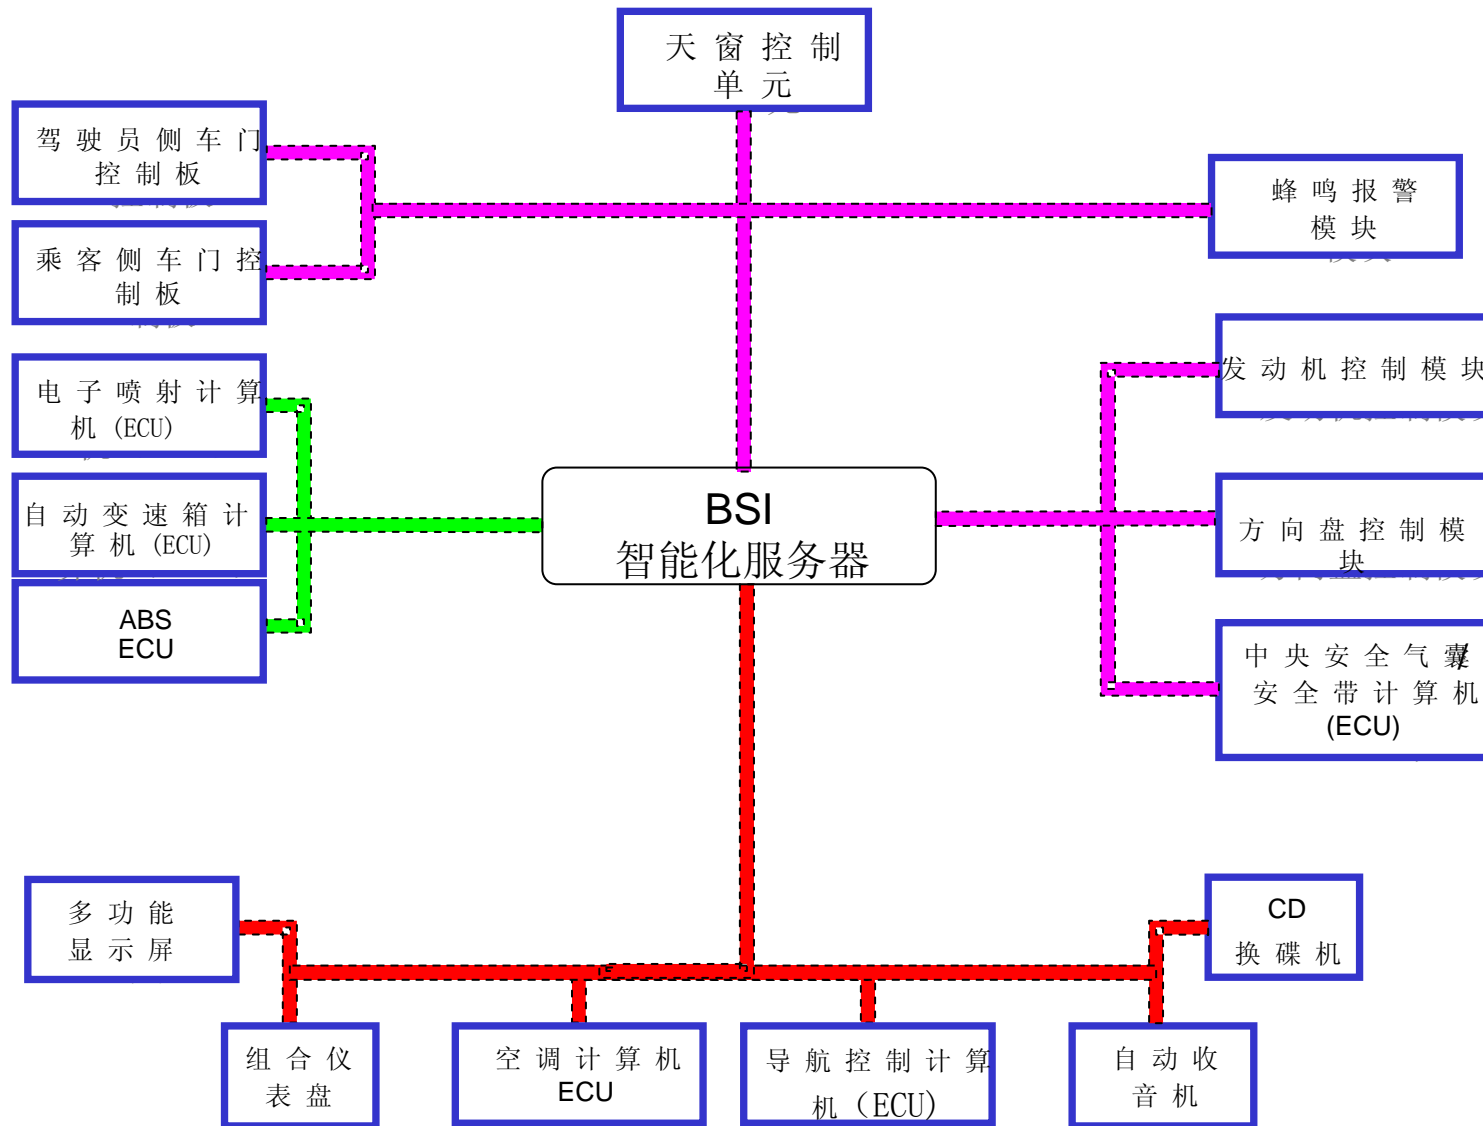 天窗控制
单元
驾驶员侧车门
控制板
蜂鸣报警
模块
乘客侧车门控
制板
电子喷射计算
机(ECU)
发动机控制模块
自动变速箱计
算机(ECU)
BSI
智能化服务器
方向盘控制模
块
ABS
ECU
中央安全气囊/
安全带计算机
(ECU)
多功能
显示屏
CD
换碟机
组合仪
表盘
空调计算机
ECU
导航控制计算
机(ECU)
自动收
音机